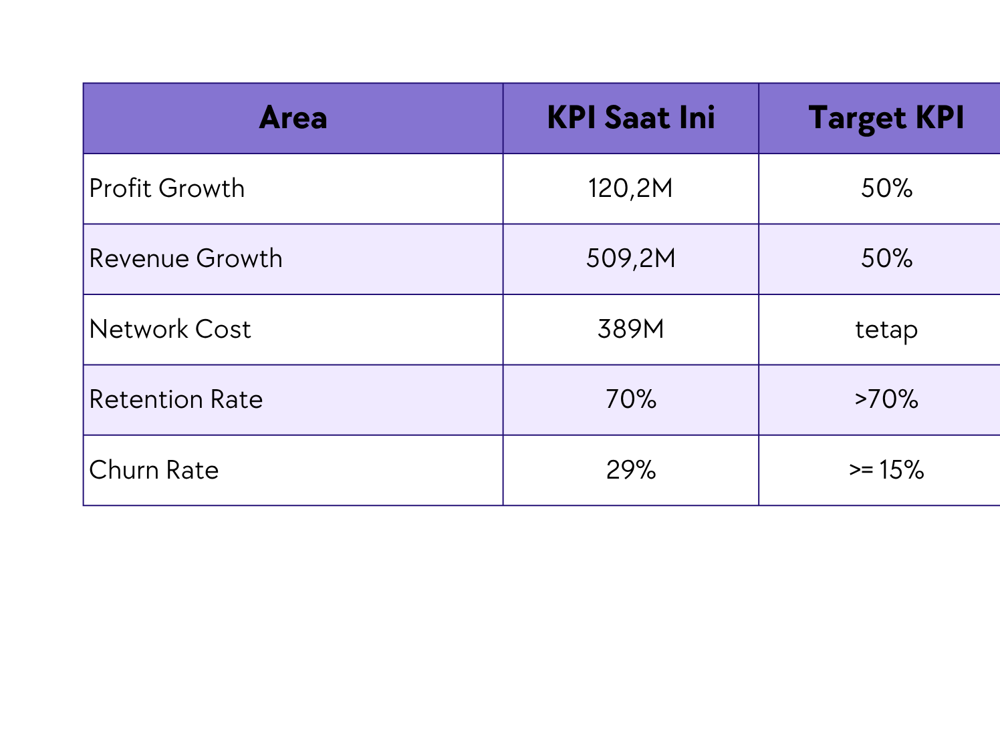 Area KPI Saat Ini Target KPI
Profit Growth 120,2M 50%
Revenue Growth 509,2M 50%
Network Cost 389M tetap
Retention Rate 70% >70%
Churn Rate 29% >= 15%